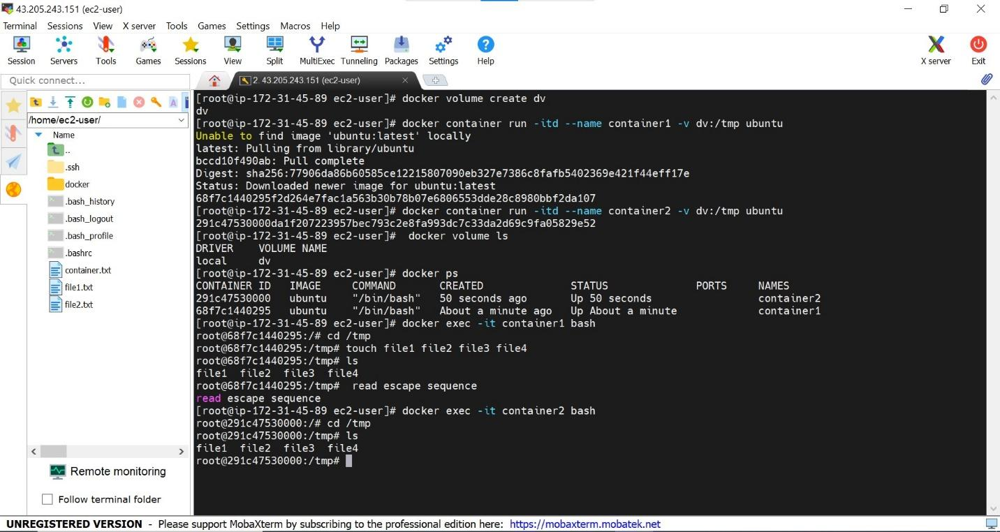 43.205.243.151 (ec2-user)
Terminal Sessions View X server Tools Games Settings Macros Help
Session Servers Tools Games Sessions View Split MultiExec Tunneling Packages Settings Help X server Exit
Quick connect...
2. 43.205.243.151 (ec2-user)
/home/ec2-user/
Name
..
.ssh
docker
.bash_history
.bash_logout
.bash_profile
.bashrc
container.txt
file1.txt
file2.txt
Remote monitoring
Follow terminal folder
[root@ip-172-31-45-89 ec2-user]# docker volume create dv
dv
[root@ip-172-31-45-89 ec2-user]# docker container run -itd --name container1 -v dv:/tmp ubuntu
Unable to find image 'ubuntu:latest' locally
latest: Pulling from library/ubuntu
bccd10f490ab: Pull complete
Digest: sha256:77906da86b60585ce12215807090eb327e7386c8fafb5402369e421f44eff17e
Status: Downloaded newer image for ubuntu:latest
68f7c1440295f2d264e7fac1a563b30b78b07e6806553dde28c8980bbf2da107
[root@ip-172-31-45-89 ec2-user]# docker container run -itd --name container2 -v dv:/tmp ubuntu
291c47530000da1f207223957bec793c2e8fa993dc7c33da2d69c9fa05829e52
[root@ip-172-31-45-89 ec2-user]#  docker volume ls
DRIVER    VOLUME NAME
local     dv
[root@ip-172-31-45-89 ec2-user]# docker ps
CONTAINER ID   IMAGE     COMMAND       CREATED              STATUS              PORTS     NAMES
291c47530000   ubuntu    "/bin/bash"   50 seconds ago       Up 50 seconds                 container2
68f7c1440295   ubuntu    "/bin/bash"   About a minute ago   Up About a minute             container1
[root@ip-172-31-45-89 ec2-user]# docker exec -it container1 bash
root@68f7c1440295:/# cd /tmp
root@68f7c1440295:/tmp# touch file1 file2 file3 file4
root@68f7c1440295:/tmp# ls
file1  file2  file3  file4
root@68f7c1440295:/tmp#  read escape sequence
read escape sequence
[root@ip-172-31-45-89 ec2-user]# docker exec -it container2 bash
root@291c47530000:/# cd /tmp
root@291c47530000:/tmp# ls
file1  file2  file3  file4
root@291c47530000:/tmp#
UNREGISTERED VERSION - Please support MobaXterm by subscribing to the professional edition here: https://mobaxterm.mobatek.net